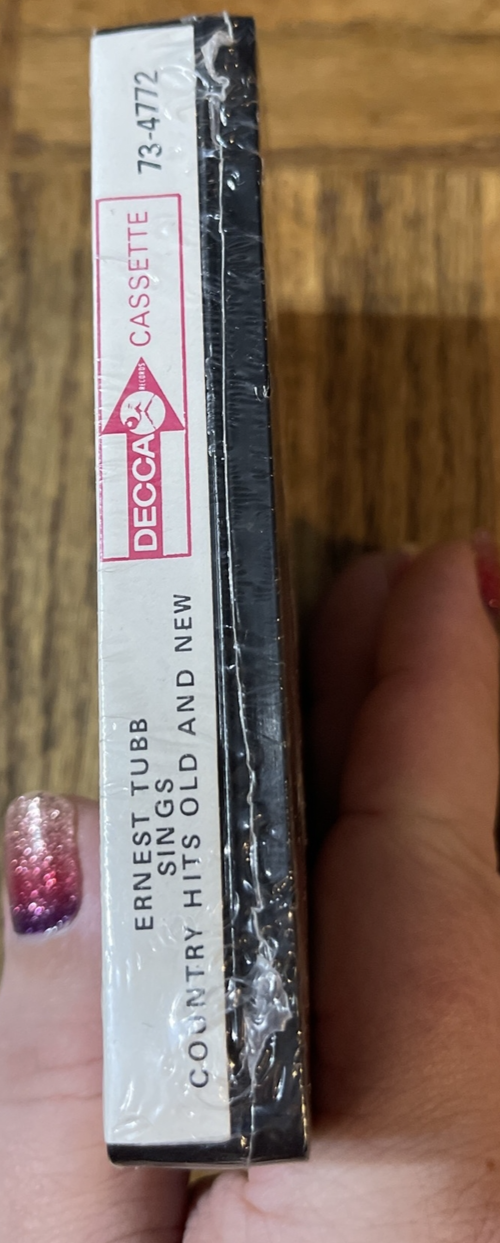 ERNEST TUBB
SINGS
COUNTRY HITS OLD AND NEW
DECCA RECORDS CASSETTE
73-4772